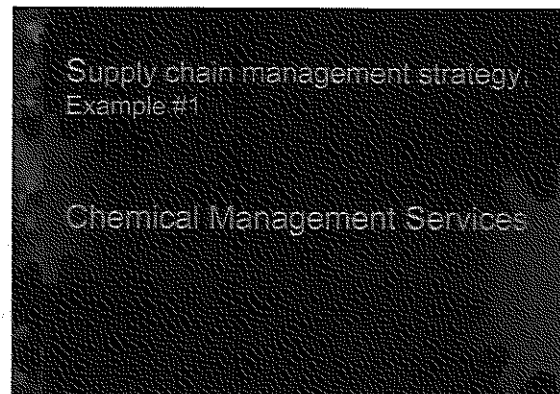 Supply chain management strategy.
Example #1
Chemical Management Services